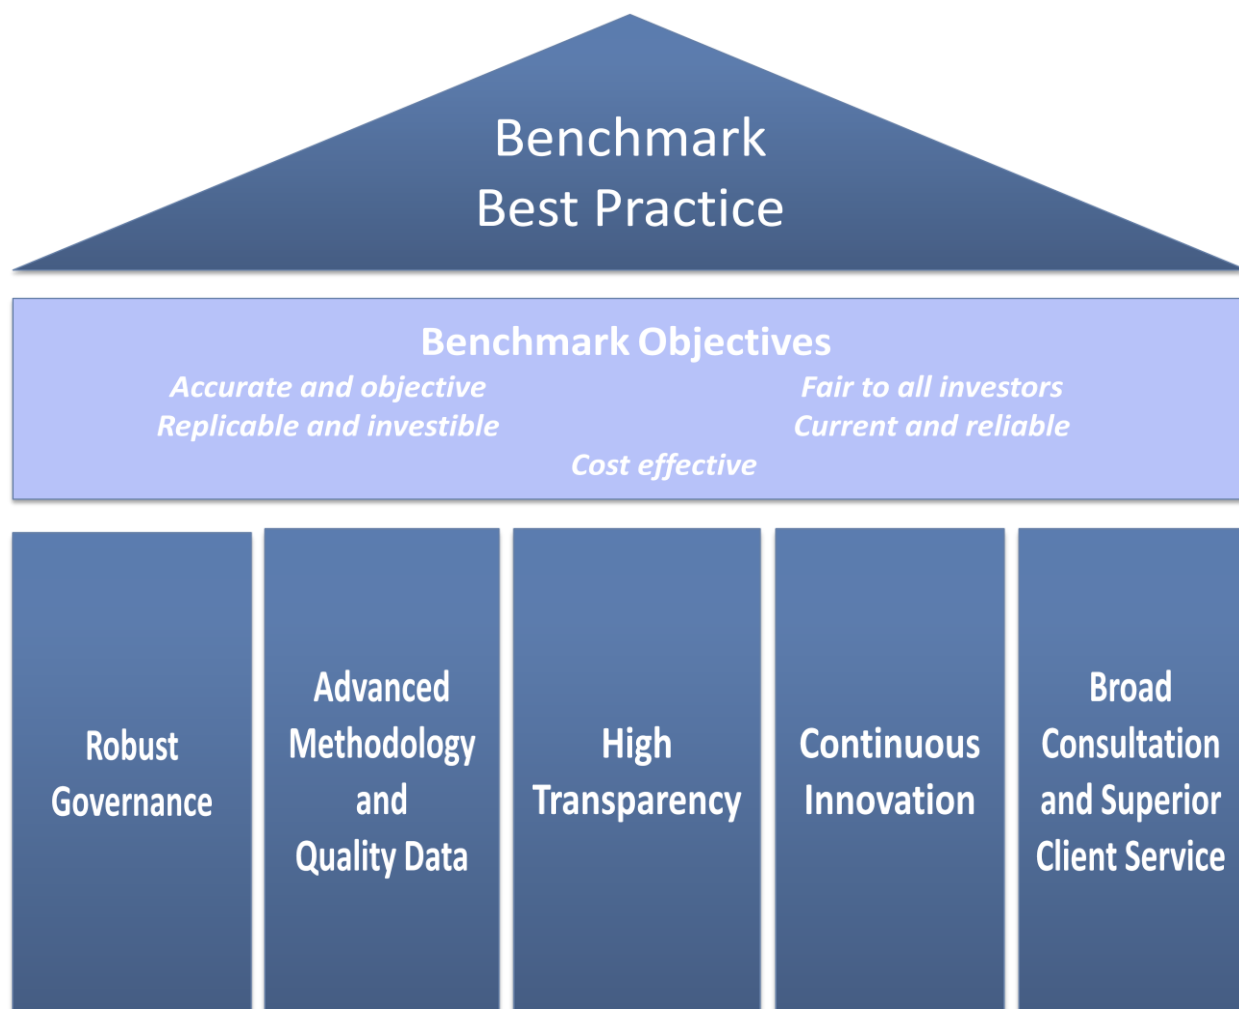 Benchmark
Best Practice
Benchmark Objectives
Accurate and objective
Fair to all investors
Replicable and investible
Current and reliable
Cost effective
Robust
Governance
Advanced
Methodology
and
Quality Data
High
Transparency
Continuous
Innovation
Broad
Consultation
and Superior
Client Service